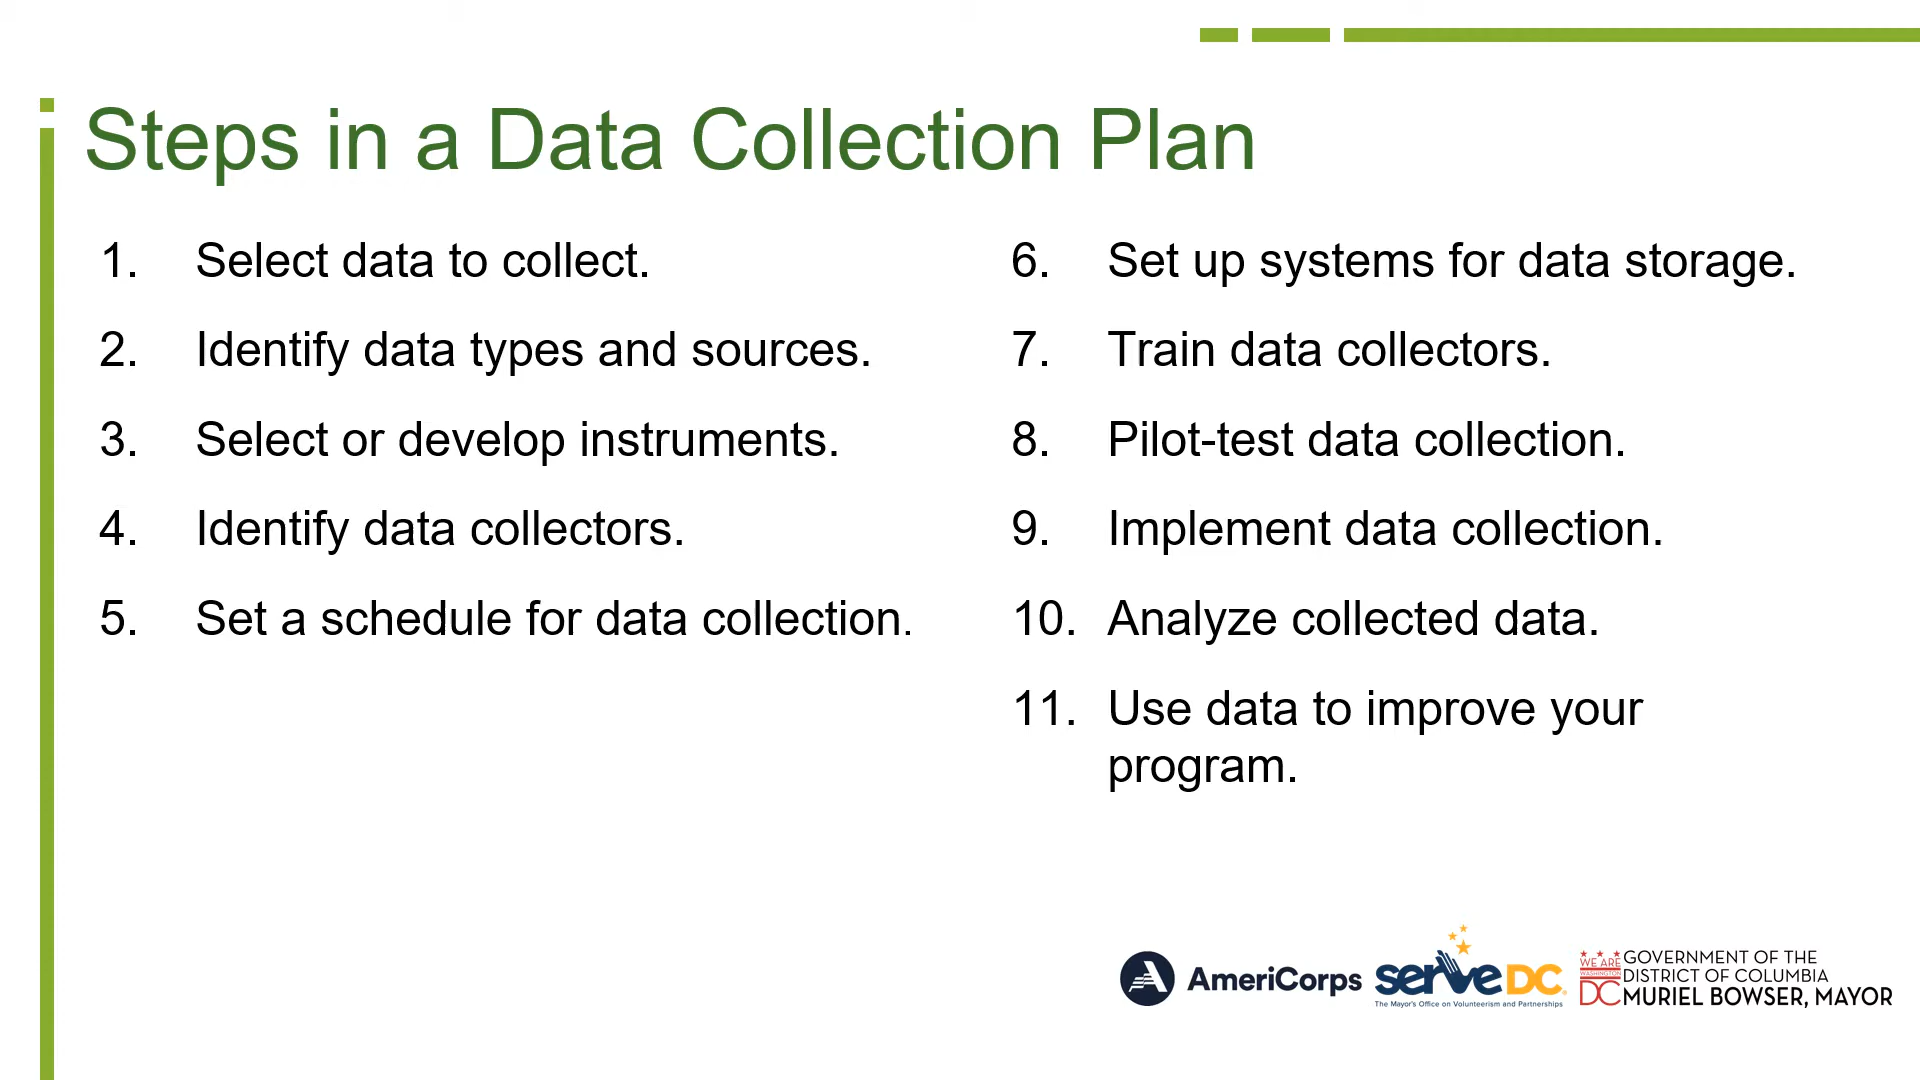 Steps in a Data Collection Plan
1. Select data to collect.
2. Identify data types and sources.
3. Select or develop instruments.
4. Identify data collectors.
5. Set a schedule for data collection.
6. Set up systems for data storage.
7. Train data collectors.
8. Pilot-test data collection.
9. Implement data collection.
10. Analyze collected data.
11. Use data to improve your
program.
AmeriCorps
serve DC
The Mayor's Office on Volunteerism and Partnerships
WE ARE
WASHINGTON
DC
GOVERNMENT OF THE
DISTRICT OF COLUMBIA
MURIEL BOWSER, MAYOR